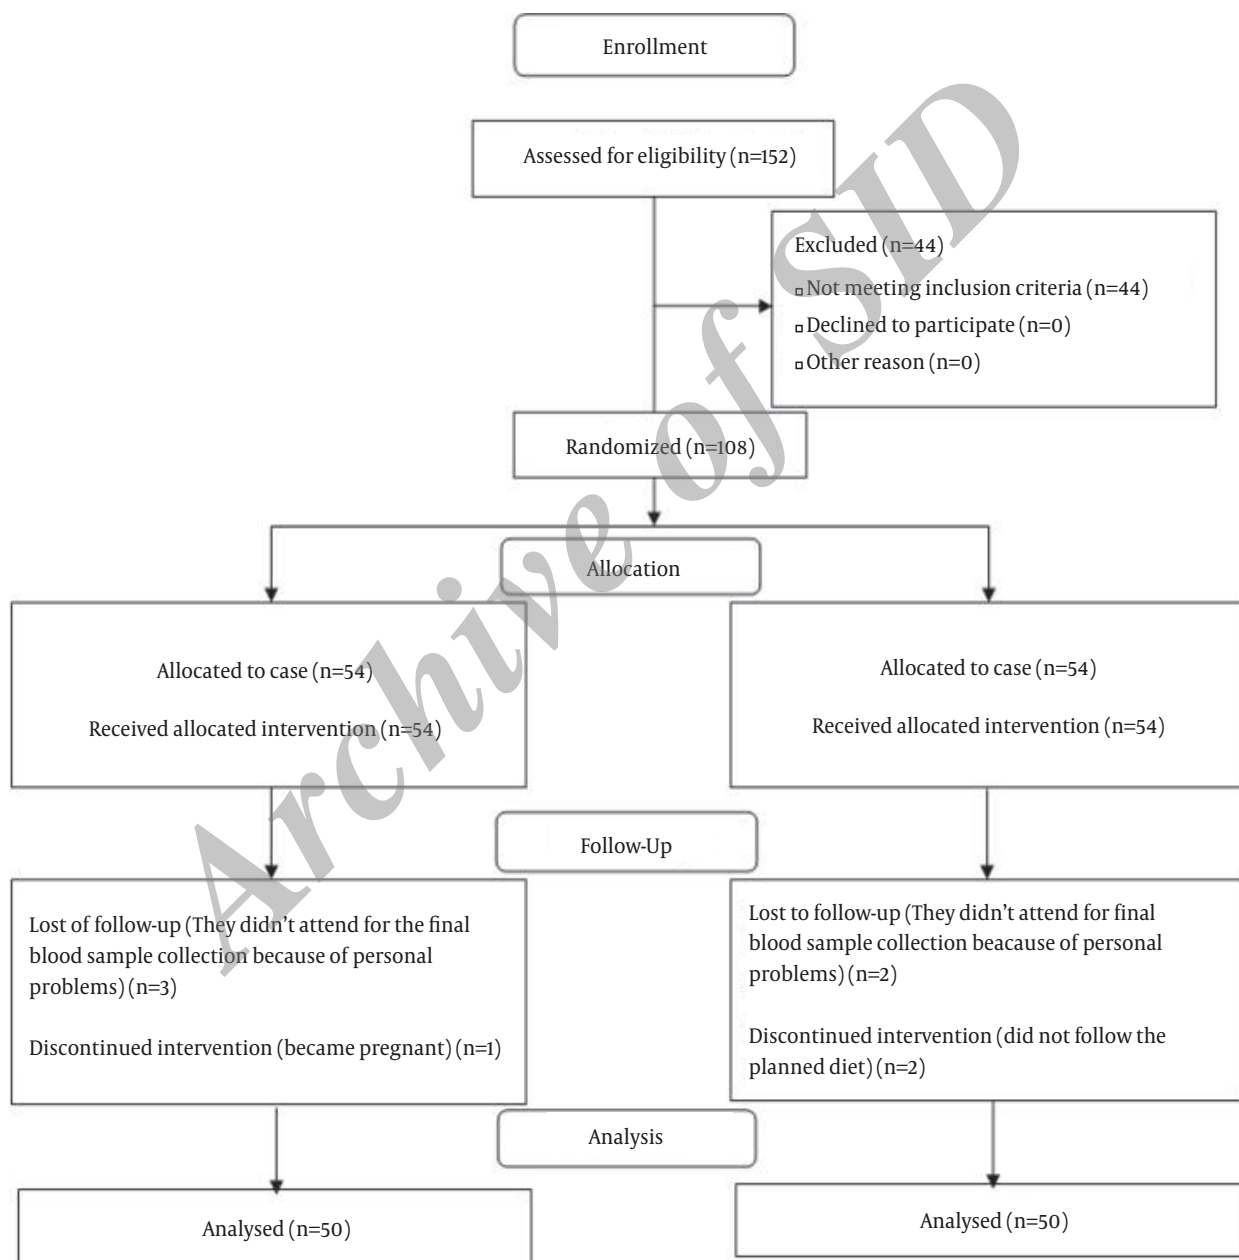 Enrollment
Assessed for eligibility (n=152)
Excluded (n=44)
▫Not meeting inclusion criteria (n=44)
▫Declined to participate (n=0)
▫Other reason (n=0)
Randomized (n=108)
Allocation
Allocated to case (n=54)
Received allocated intervention (n=54)
Allocated to case (n=54)
Received allocated intervention (n=54)
Follow-Up
Lost of follow-up (They didn't attend for the final
blood sample collection because of personal
problems) (n=3)
Discontinued intervention (became pregnant) (n=1)
Lost to follow-up (They didn't attend for final
blood sample collection beacause of personal
problems) (n=2)
Discontinued intervention (did not follow the
planned diet) (n=2)
Analysis
Analysed (n=50)
Analysed (n=50)
Archive of SID